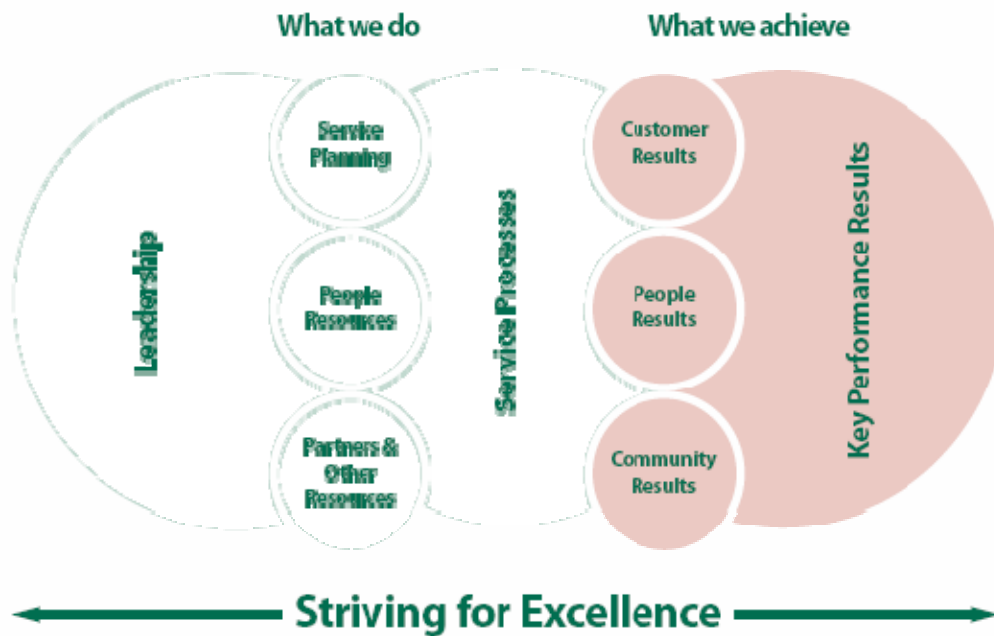 What we do
What we achieve
Leadership
Service
Planning
People
Resources
Partners &
Other
Resources
Service Processes
Customer
Results
People
Results
Community
Results
Key Performance Results
Striving for Excellence